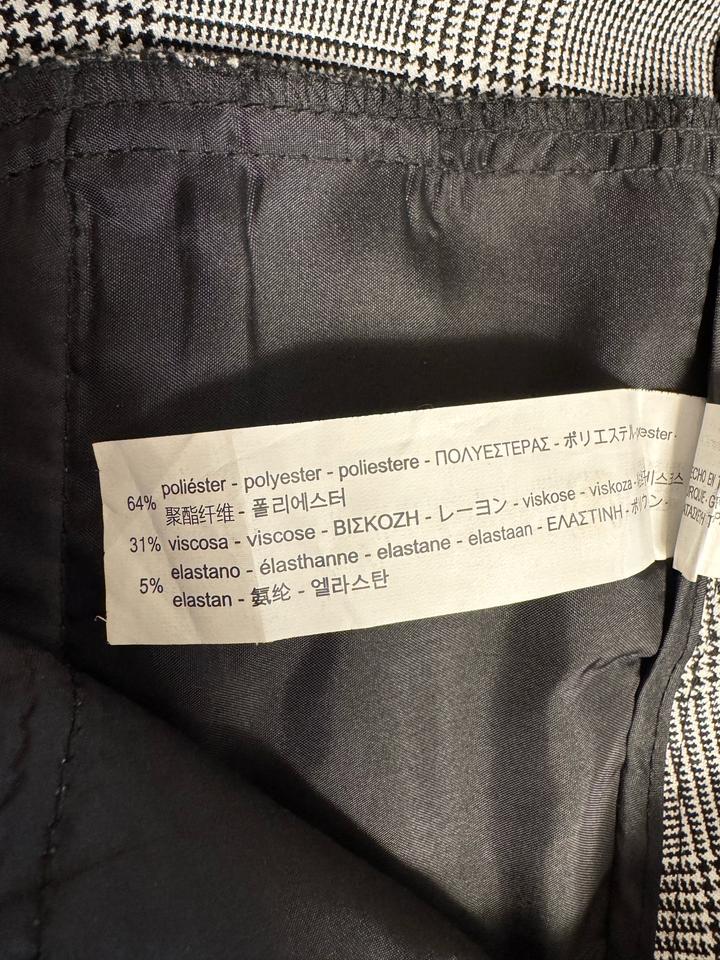 64% poliéster - polyester - poliestere - ΠΟΛΥΕΣΤΕΡΑΣ - ポリエステル
聚酯纤维 - 폴리에스터
31% viscosa - viscose - ΒΙΣΚΟΖΗ - レーヨン - viskose - viskoza -
5% elastano - élasthanne - elastane - elastaan - ΕΛΑΣΤΙΝΗ -
elastan - 氨纶 - 엘라스탄